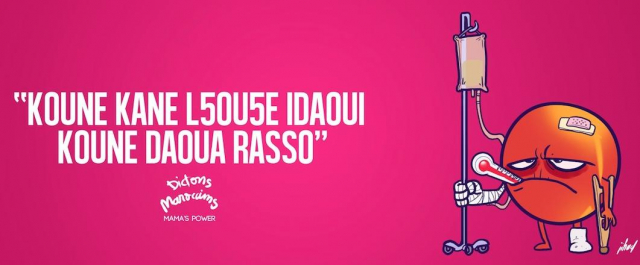 “KOUNE KANE L5OU5E IDAOUI
KOUNE DAOUA RASSO”
Dictons
Marocains
MAMA'S POWER